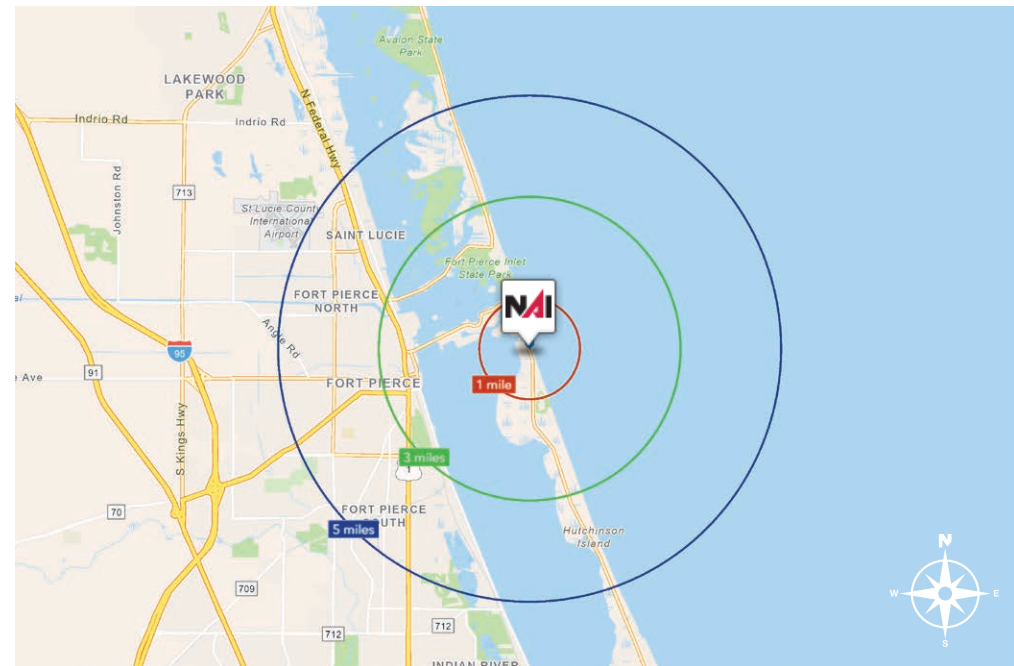 Avalon State
Park
LAKEWOOD
PARK
Indrio Rd
Indrio Rd
N Federal Hwy
Johnston Rd
713
St Lucie County
International
Airport
SAINT LUCIE
Fort Pierce Inlet
State Park
FORT PIERCE
NORTH
NAI
Angle Rd
95
91
e Ave
FORT PIERCE
1 mile
S Kings Hwy
3 miles
1
70
FORT PIERCE
SOUTH
5 miles
Hutchinson
Island
N
W
E
S
709
712
712
INDIAN RIVER